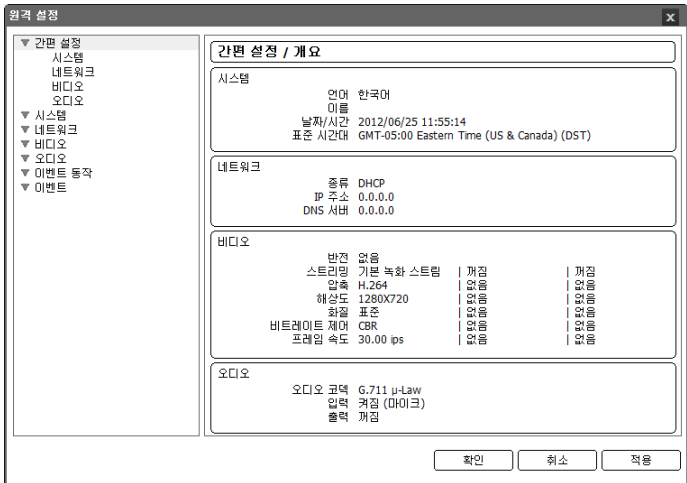 원격 설정
간편 설정
시스템
네트워크
비디오
오디오
시스템
네트워크
비디오
오디오
이벤트 동작
이벤트
간편 설정 / 개요
시스템
언어 한국어
이름
날짜/시간 2012/06/25 11:55:14
표준 시간대 GMT-05:00 Eastern Time (US & Canada) (DST)
네트워크
종류 DHCP
IP 주소 0.0.0.0
DNS 서버 0.0.0.0
비디오
반전 없음
스트리밍 기본 녹화 스트림 | 꺼짐 | 꺼짐
압축 H.264 | 없음 | 없음
해상도 1280X720 | 없음 | 없음
화질 표준 | 없음 | 없음
비트레이트 제어 CBR | 없음 | 없음
프레임 속도 30.00 ips | 없음 | 없음
오디오
오디오 코덱 G.711 μ-Law
입력 켜짐 (마이크)
출력 꺼짐
확인 취소 적용